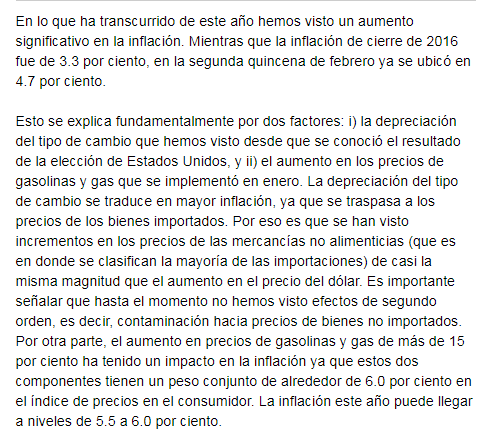 En lo que ha transcurrido de este año hemos visto un aumento
significativo en la inflación. Mientras que la inflación de cierre de 2016
fue de 3.3 por ciento, en la segunda quincena de febrero ya se ubicó en
4.7 por ciento.
Esto se explica fundamentalmente por dos factores: i) la depreciación
del tipo de cambio que hemos visto desde que se conoció el resultado
de la elección de Estados Unidos, y ii) el aumento en los precios de
gasolinas y gas que se implementó en enero. La depreciación del tipo
de cambio se traduce en mayor inflación, ya que se traspasa a los
precios de los bienes importados. Por eso es que se han visto
incrementos en los precios de las mercancías no alimenticias (que es
en donde se clasifican la mayoría de las importaciones) de casi la
misma magnitud que el aumento en el precio del dólar. Es importante
señalar que hasta el momento no hemos visto efectos de segundo
orden, es decir, contaminación hacia precios de bienes no importados.
Por otra parte, el aumento en precios de gasolinas y gas de más de 15
por ciento ha tenido un impacto en la inflación ya que estos dos
componentes tienen un peso conjunto de alrededor de 6.0 por ciento en
el índice de precios en el consumidor. La inflación este año puede llegar
a niveles de 5.5 a 6.0 por ciento.